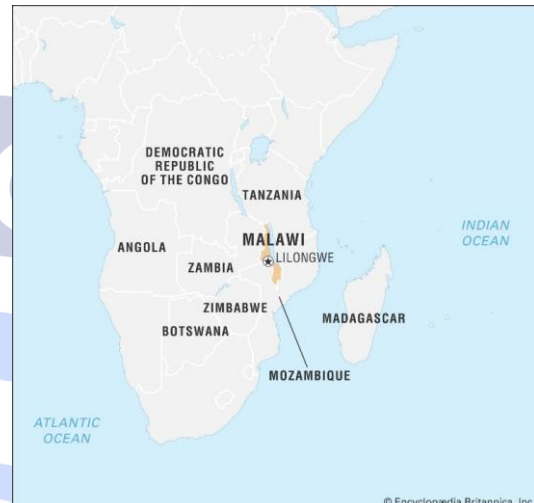 DEMOCRATIC
REPUBLIC
OF THE CONGO
TANZANIA
INDIAN
OCEAN
MALAWI
LILONGWE
ANGOLA
ZAMBIA
ZIMBABWE
MADAGASCAR
BOTSWANA
MOZAMBIQUE
ATLANTIC
OCEAN
© Encyclopædia Britannica, Inc.